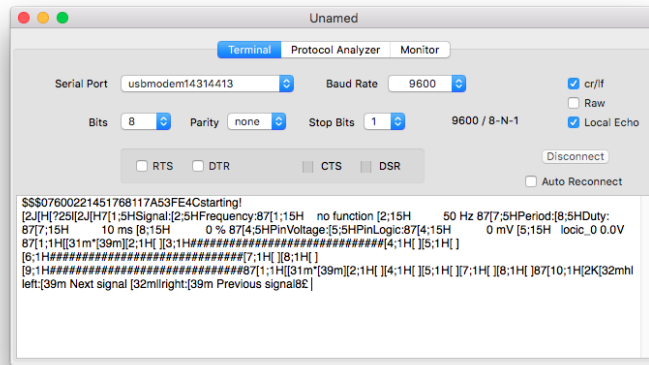 Unamed
Terminal Protocol Analyzer Monitor
Serial Port usbmodem14314413 Baud Rate 9600 cr/lf
Raw
Bits 8 Parity none Stop Bits 1 9600 / 8-N-1 Local Echo
Disconnect
RTS DTR CTS DSR
Auto Reconnect
$$$07600221451768117A53FE4Cstarting!
[2J[H[?25l[2J[H7[1;5HSignal:[2;5HFrequency:87[1;15H    no function [2;15H        50 Hz 87[7;5HPeriod:[8;5HDuty:
87[7;15H        10 ms [8;15H          0 % 87[4;5HPinVoltage:[5;5HPinLogic:87[4;15H          0 mV [5;15H   locic_0 0.0V
87[1;1H[[31m*[39m][2;1H[ ][3;1H##############################[4;1H[ ][5;1H[ ]
[6;1H##############################[7;1H[ ][8;1H[ ]
[9;1H##############################87[1;1H[[31m*[39m][2;1H[ ][4;1H[ ][5;1H[ ][7;1H[ ][8;1H[ ]87[10;1H[2K[32mhl
left:[39m Next signal [32mllright:[39m Previous signal8£